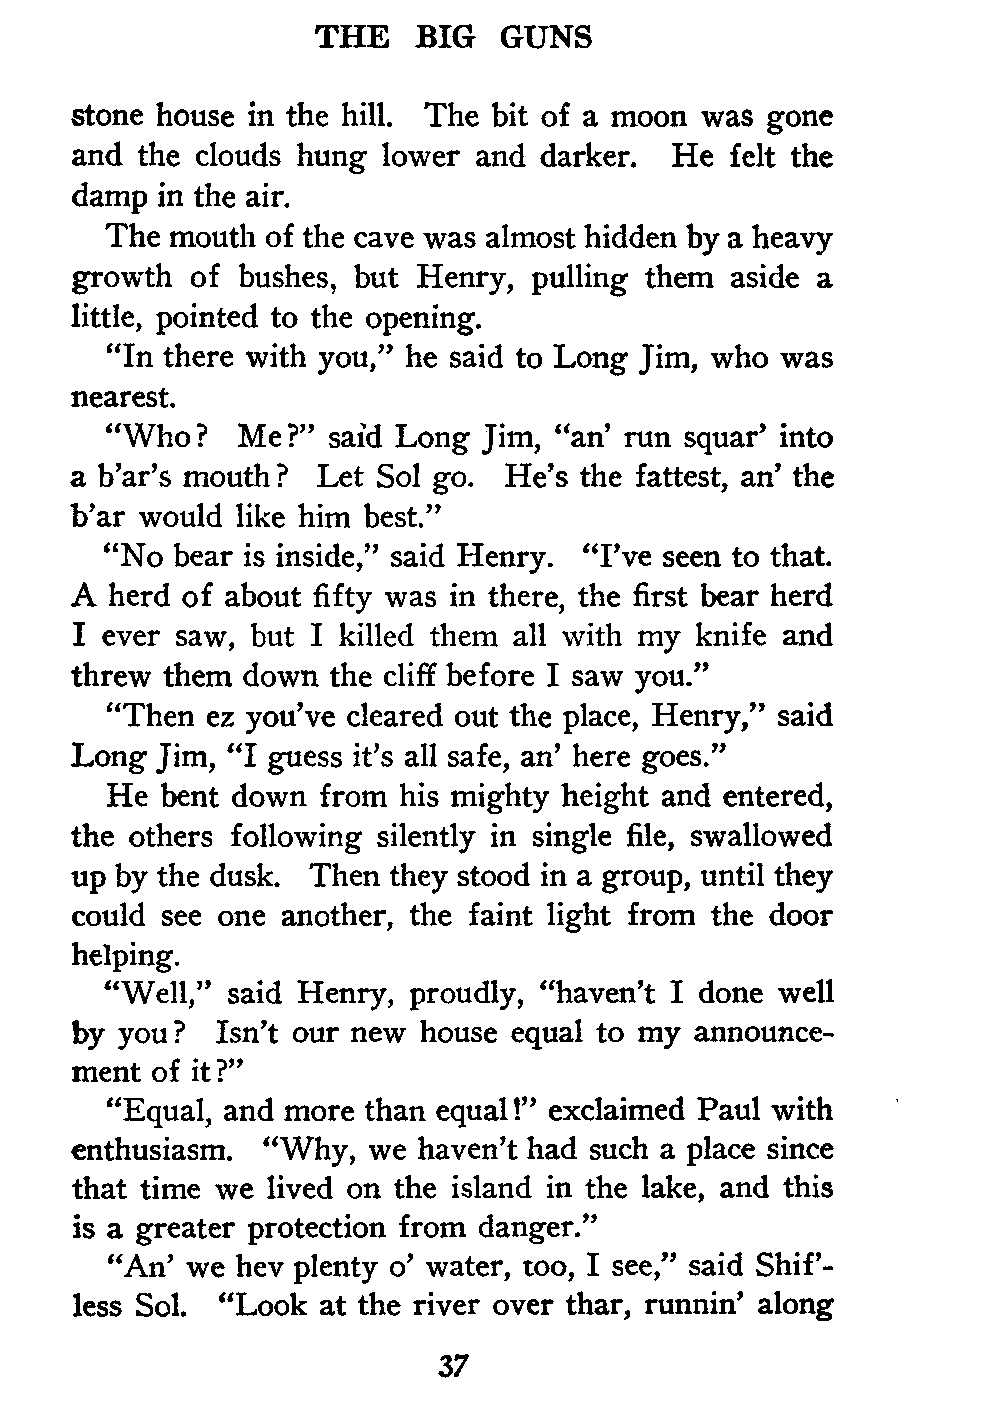 THE BIG GUNS
stone house in the hill. The bit of a moon was gone
and the clouds hung lower and darker. He felt the
damp in the air.
The mouth of the cave was almost hidden by a heavy
growth of bushes, but Henry, pulling them aside a
little, pointed to the opening.
“In there with you,” he said to Long Jim, who was
nearest.
“Who? Me?” said Long Jim, “an’ run squar’ into
a b’ar’s mouth? Let Sol go. He’s the fattest, an’ the
b’ar would like him best.”
“No bear is inside,” said Henry. “I’ve seen to that.
A herd of about fifty was in there, the first bear herd
I ever saw, but I killed them all with my knife and
threw them down the cliff before I saw you.”
“Then ez you’ve cleared out the place, Henry,” said
Long Jim, “I guess it’s all safe, an’ here goes.”
He bent down from his mighty height and entered,
the others following silently in single file, swallowed
up by the dusk. Then they stood in a group, until they
could see one another, the faint light from the door
helping.
“Well,” said Henry, proudly, “haven’t I done well
by you? Isn’t our new house equal to my announce-
ment of it?”
“Equal, and more than equal!” exclaimed Paul with
enthusiasm. “Why, we haven’t had such a place since
that time we lived on the island in the lake, and this
is a greater protection from danger.”
“An’ we hev plenty o’ water, too, I see,” said Shif’-
less Sol. “Look at the river over thar, runnin’ along
37